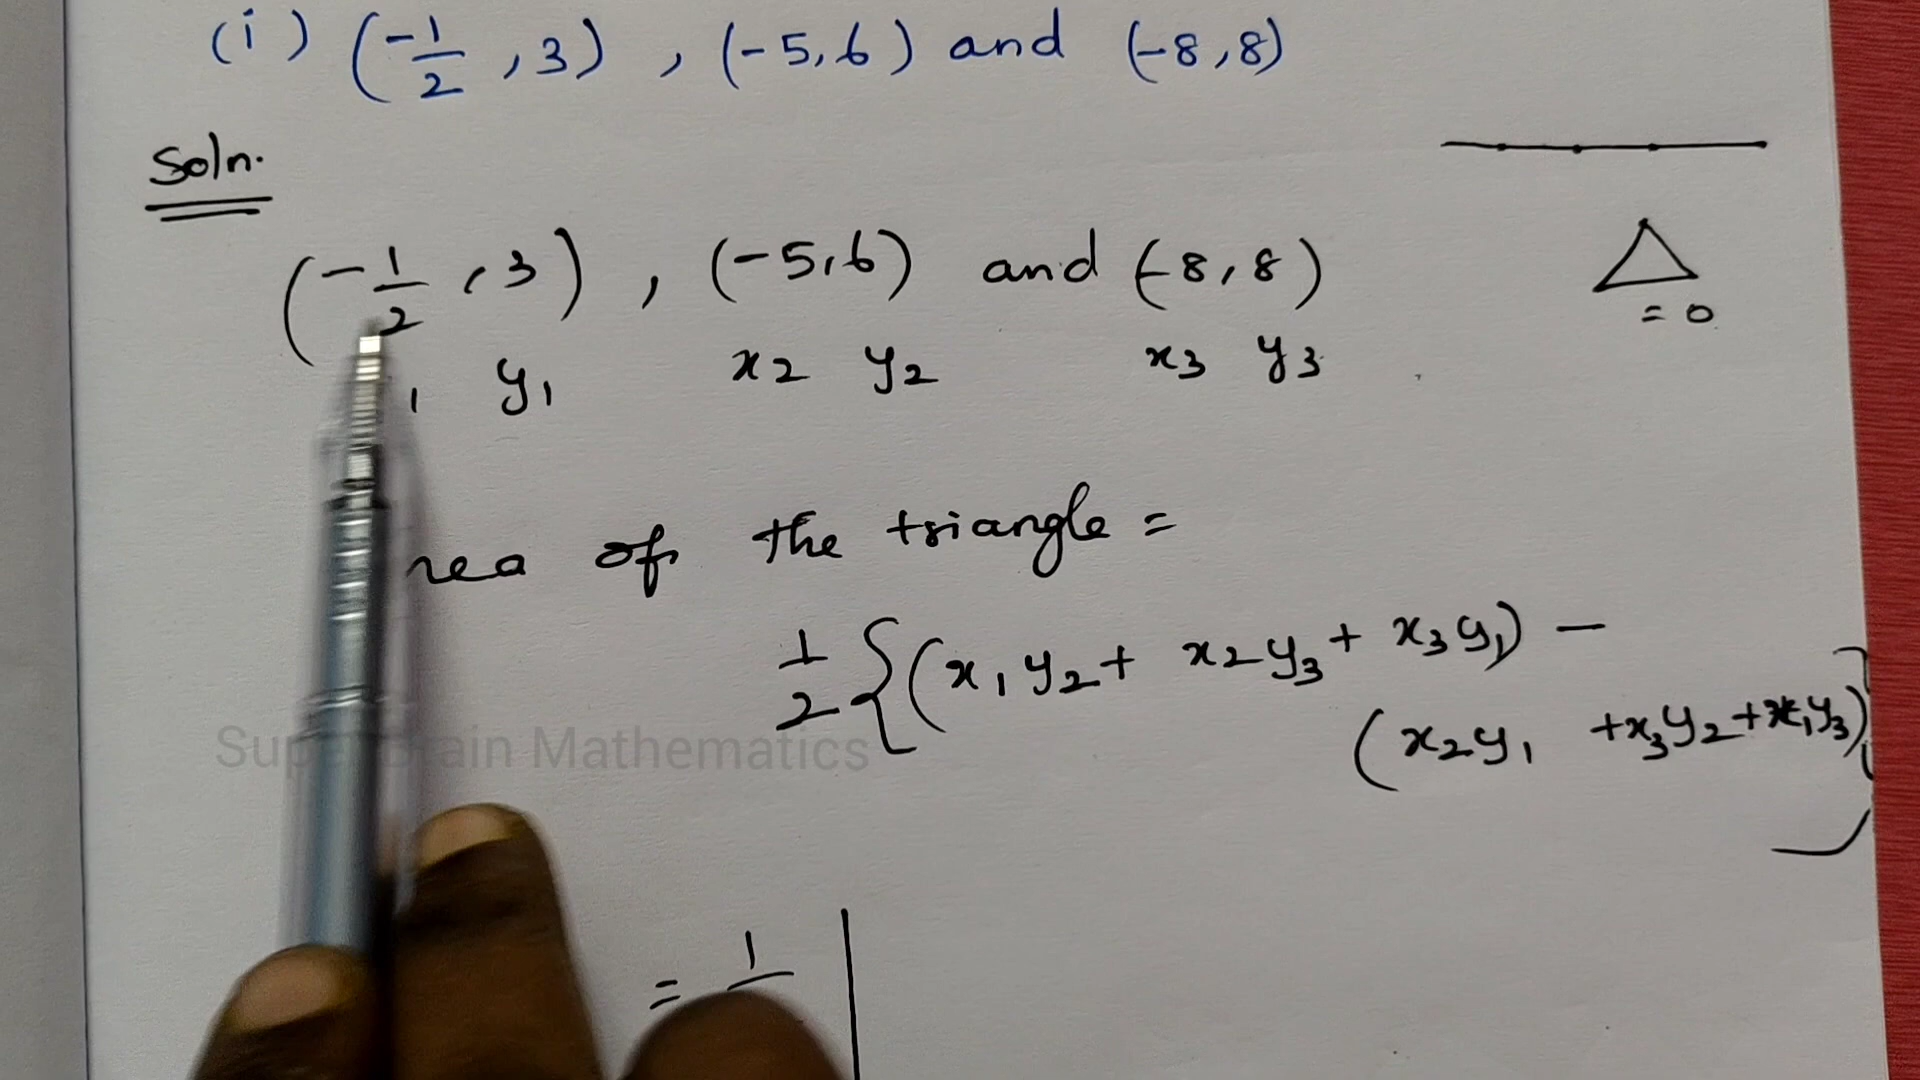 (i) (-1/2, 3), (-5, 6) and (-8, 8)
Soln.
(-1/2, 3), (-5, 6) and (-8, 8)
= 0
1 y1 x2 y2 x3 y3
rea of the triangle =
1/2 {(x1y2 + x2y3 + x3y1) -
(x2y1 + x3y2 + x1y3)}
Super Brain Mathematics
= 1